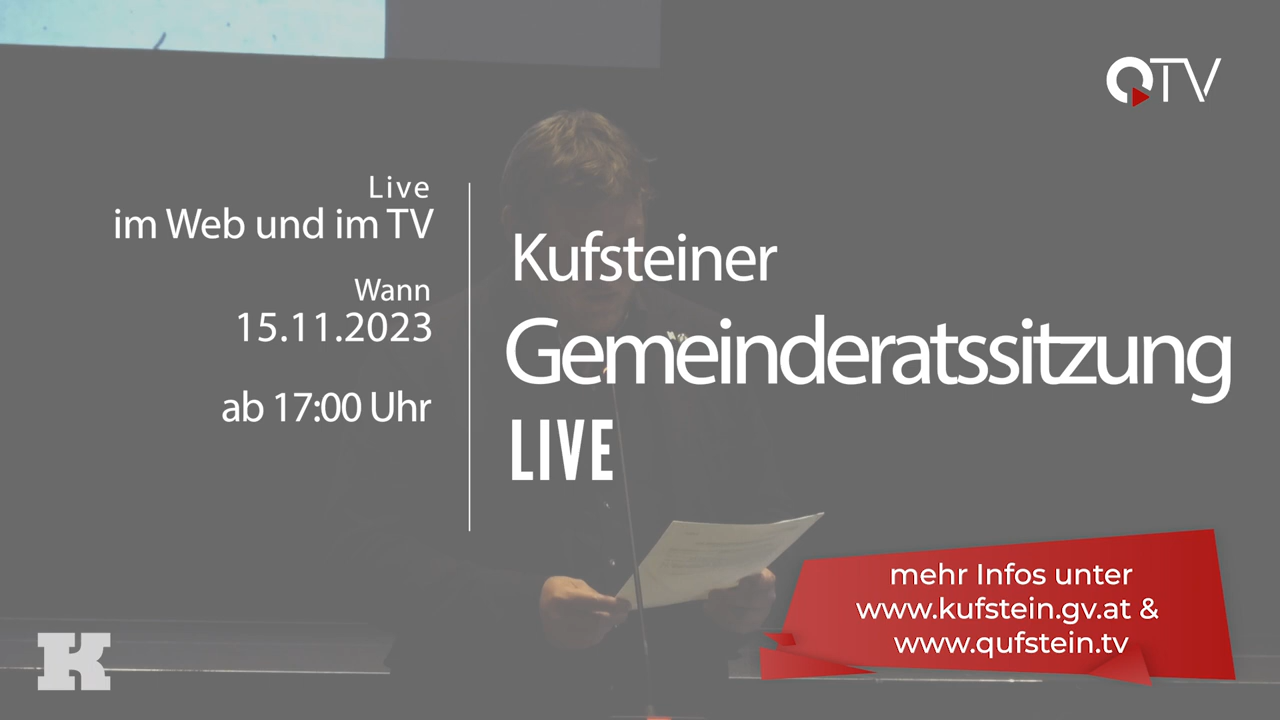 QTV
Live
im Web und im TV
Wann
15.11.2023
ab 17:00 Uhr
Kufsteiner
Gemeinderatssitzung
LIVE
mehr Infos unter
www.kufstein.gv.at &
www.qufstein.tv
K